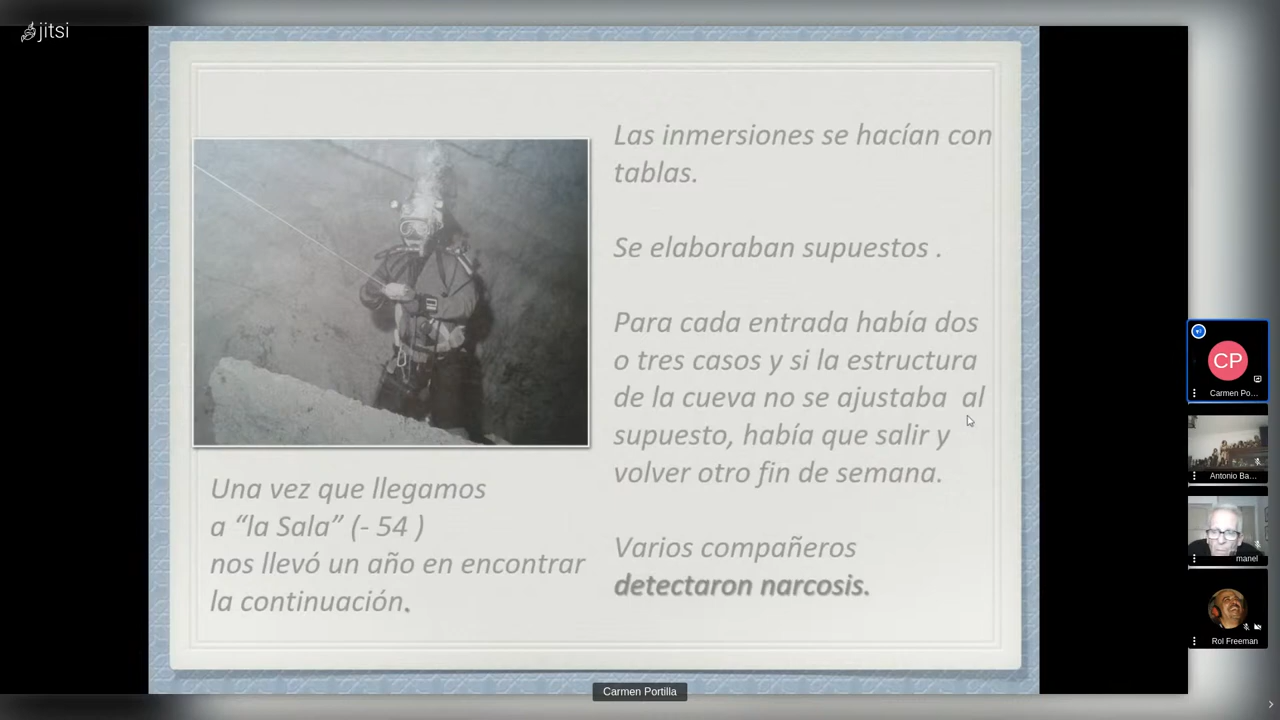 jitsi
Las inmersiones se hacían con
tablas.
Se elaboraban supuestos .
Para cada entrada había dos
o tres casos y si la estructura
de la cueva no se ajustaba al
supuesto, había que salir y
volver otro fin de semana.
Varios compañeros
detectaron narcosis.
Una vez que llegamos
a “la Sala” (- 54 )
nos llevó un año en encontrar
la continuación.
CP
Carmen Po...
Antonio Ba...
manel
Rol Freeman
Carmen Portilla